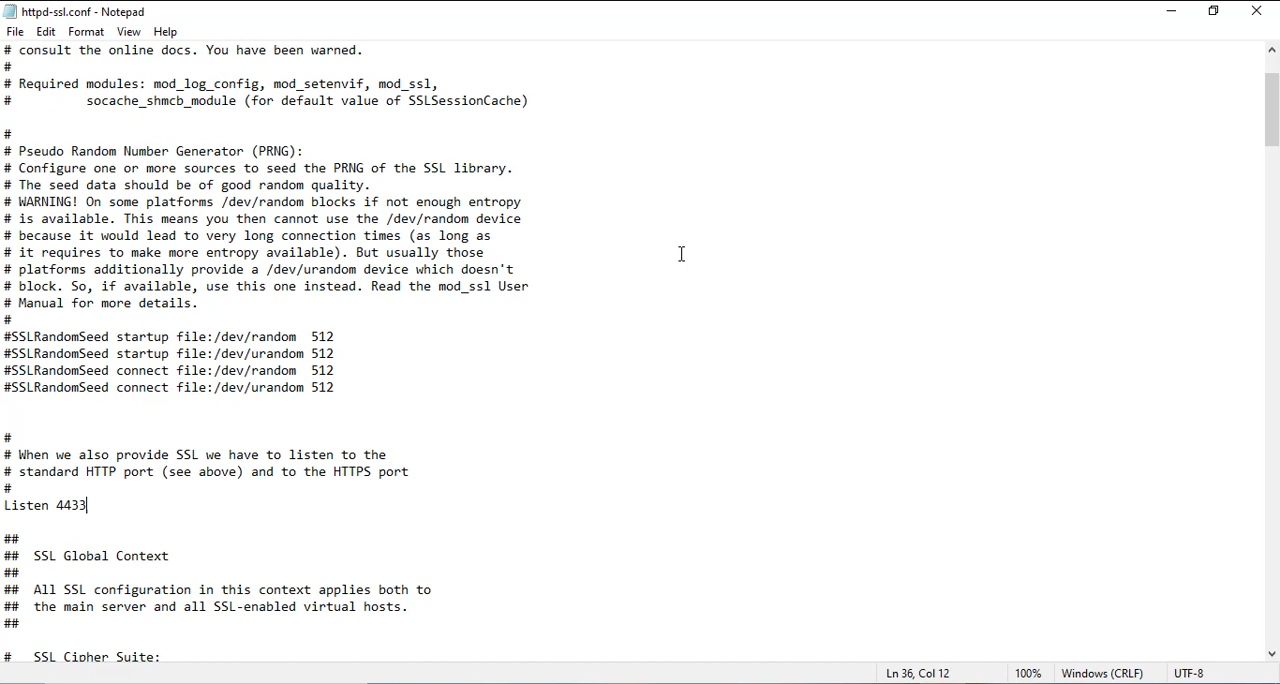 httpd-ssl.conf - Notepad
File Edit Format View Help
# consult the online docs. You have been warned.
#
# Required modules: mod_log_config, mod_setenvif, mod_ssl,
#          socache_shmcb_module (for default value of SSLSessionCache)
#
# Pseudo Random Number Generator (PRNG):
# Configure one or more sources to seed the PRNG of the SSL library.
# The seed data should be of good random quality.
# WARNING! On some platforms /dev/random blocks if not enough entropy
# is available. This means you then cannot use the /dev/random device
# because it would lead to very long connection times (as long as
# it requires to make more entropy available). But usually those
# platforms additionally provide a /dev/urandom device which doesn't
# block. So, if available, use this one instead. Read the mod_ssl User
# Manual for more details.
#
#SSLRandomSeed startup file:/dev/random  512
#SSLRandomSeed startup file:/dev/urandom 512
#SSLRandomSeed connect file:/dev/random  512
#SSLRandomSeed connect file:/dev/urandom 512
#
# When we also provide SSL we have to listen to the
# standard HTTP port (see above) and to the HTTPS port
#
Listen 4433
##
##  SSL Global Context
##
##  All SSL configuration in this context applies both to
##  the main server and all SSL-enabled virtual hosts.
##
#   SSL Cipher Suite:
Ln 36, Col 12 100% Windows (CRLF) UTF-8